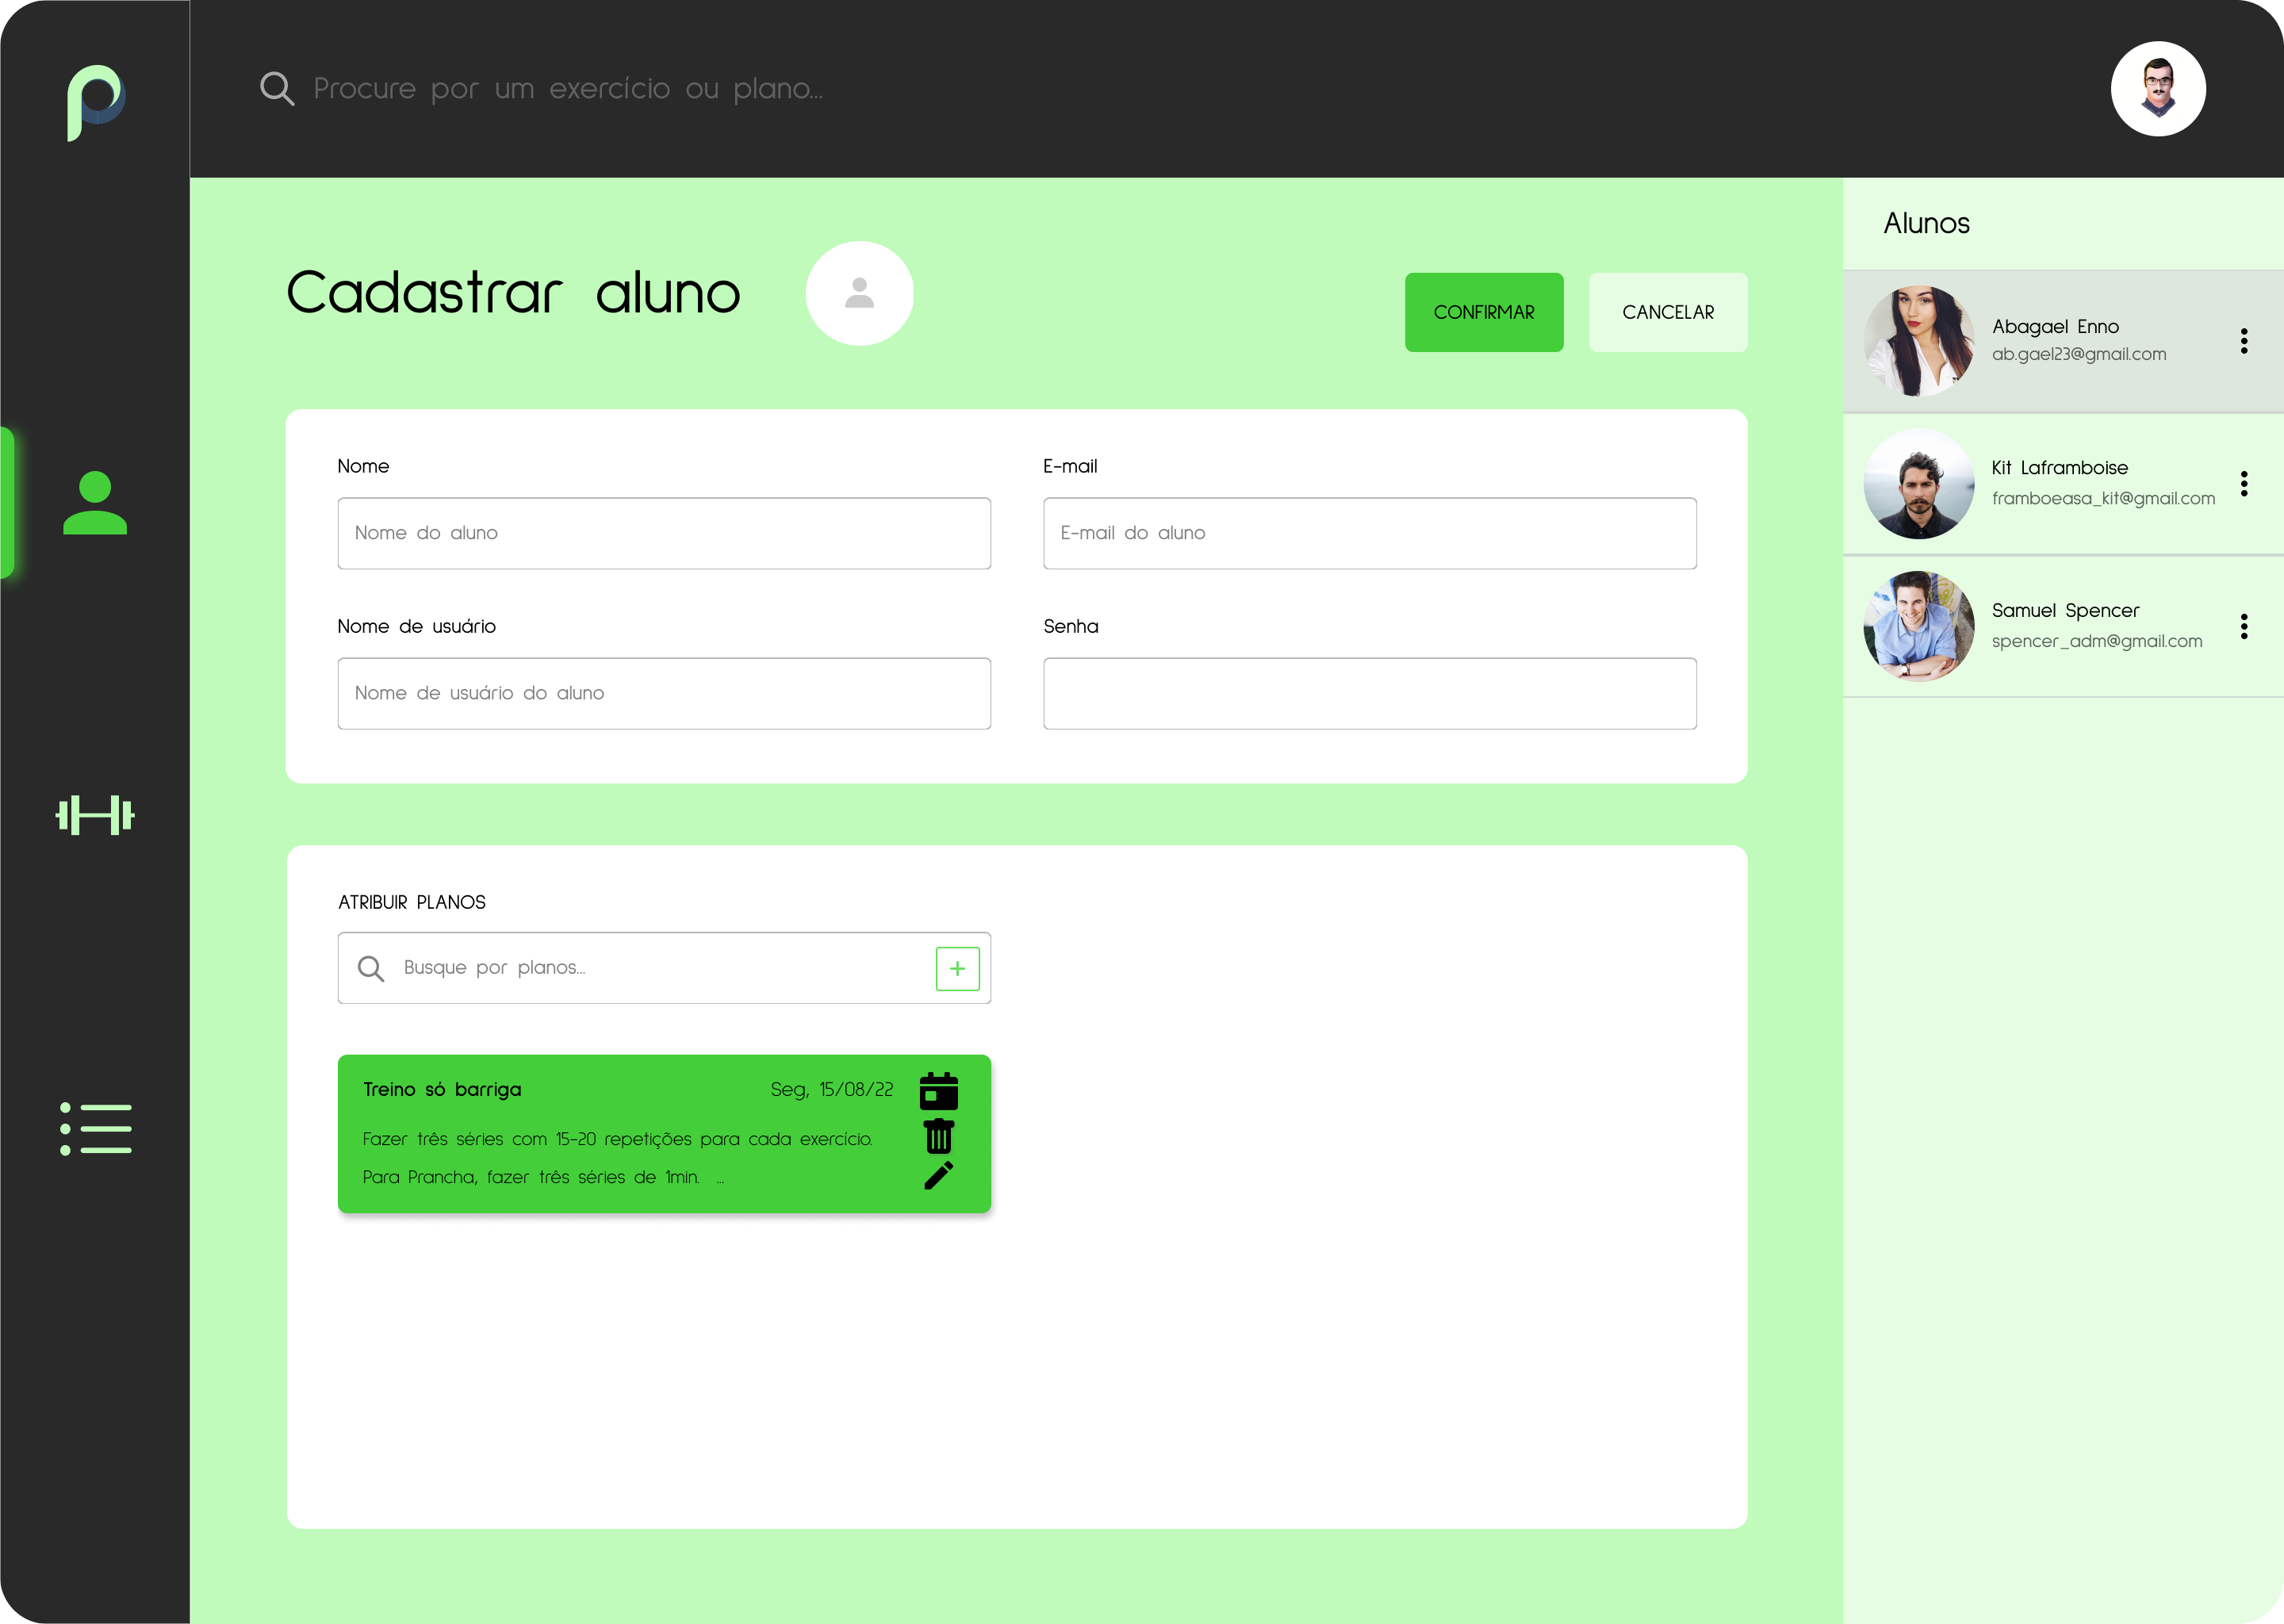 Procure por um exercício ou plano...
Cadastrar aluno
CONFIRMAR
CANCELAR
Nome
E-mail
Nome do aluno
E-mail do aluno
Nome de usuário
Senha
Nome de usuário do aluno
ATRIBUIR PLANOS
Busque por planos...
Treino só barriga
Seg, 15/08/22
Fazer três séries com 15-20 repetições para cada exercício.
Para Prancha, fazer três séries de 1min. ...
Alunos
Abagael Enno
ab.gael23@gmail.com
Kit Laframboise
framboeasa_kit@gmail.com
Samuel Spencer
spencer_adm@gmail.com